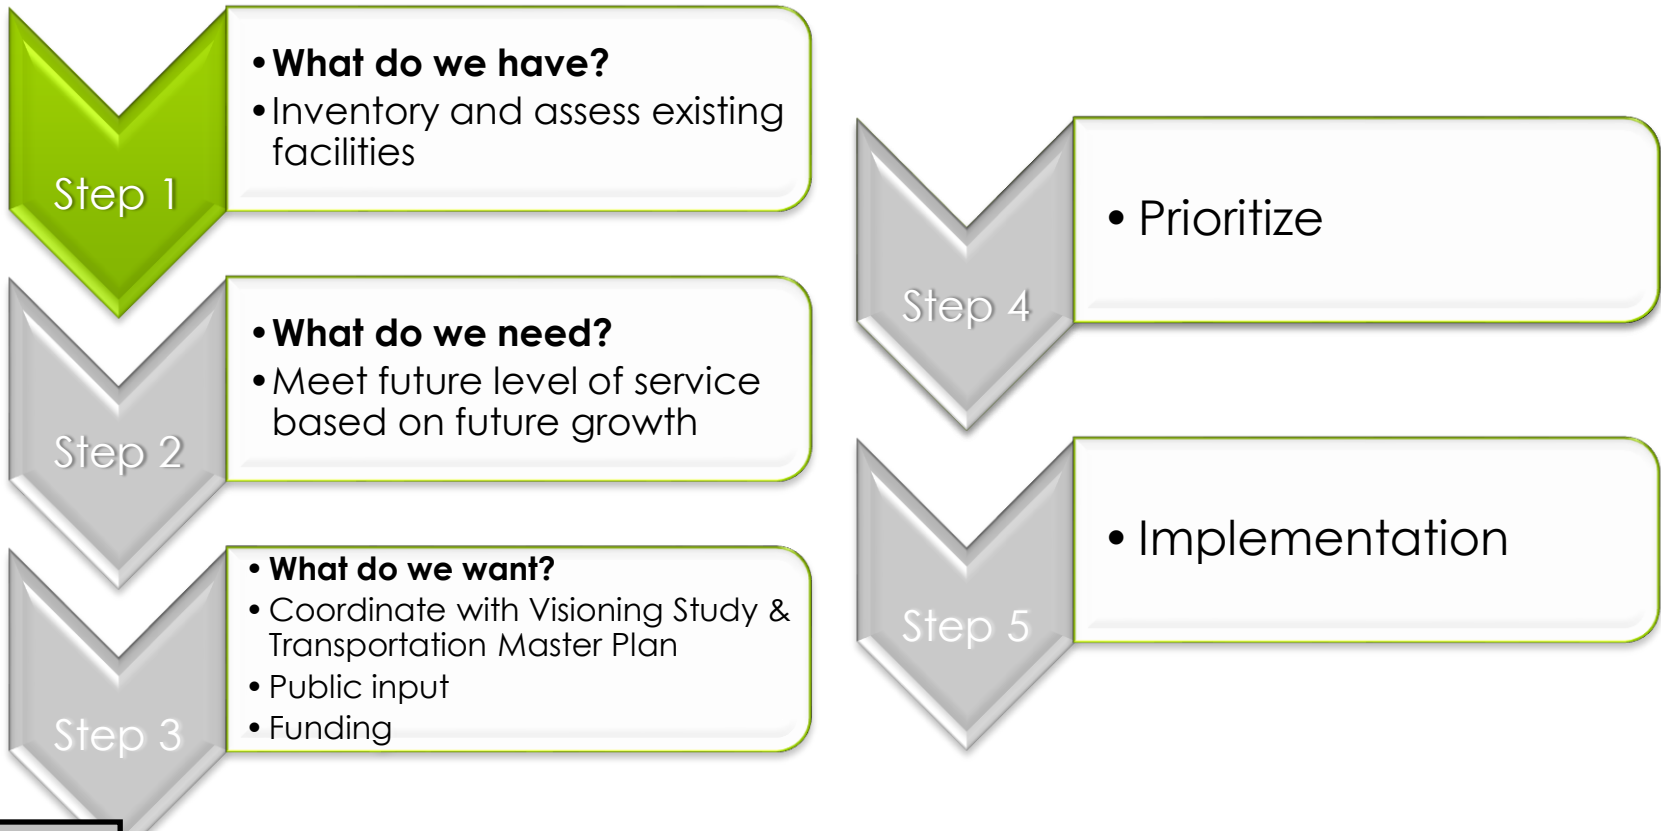 Step 1
•What do we have?
•Inventory and assess existing
facilities
Step 2
•What do we need?
•Meet future level of service
based on future growth
Step 3
•What do we want?
•Coordinate with Visioning Study &
Transportation Master Plan
•Public input
•Funding
Step 4
•Prioritize
Step 5
•Implementation